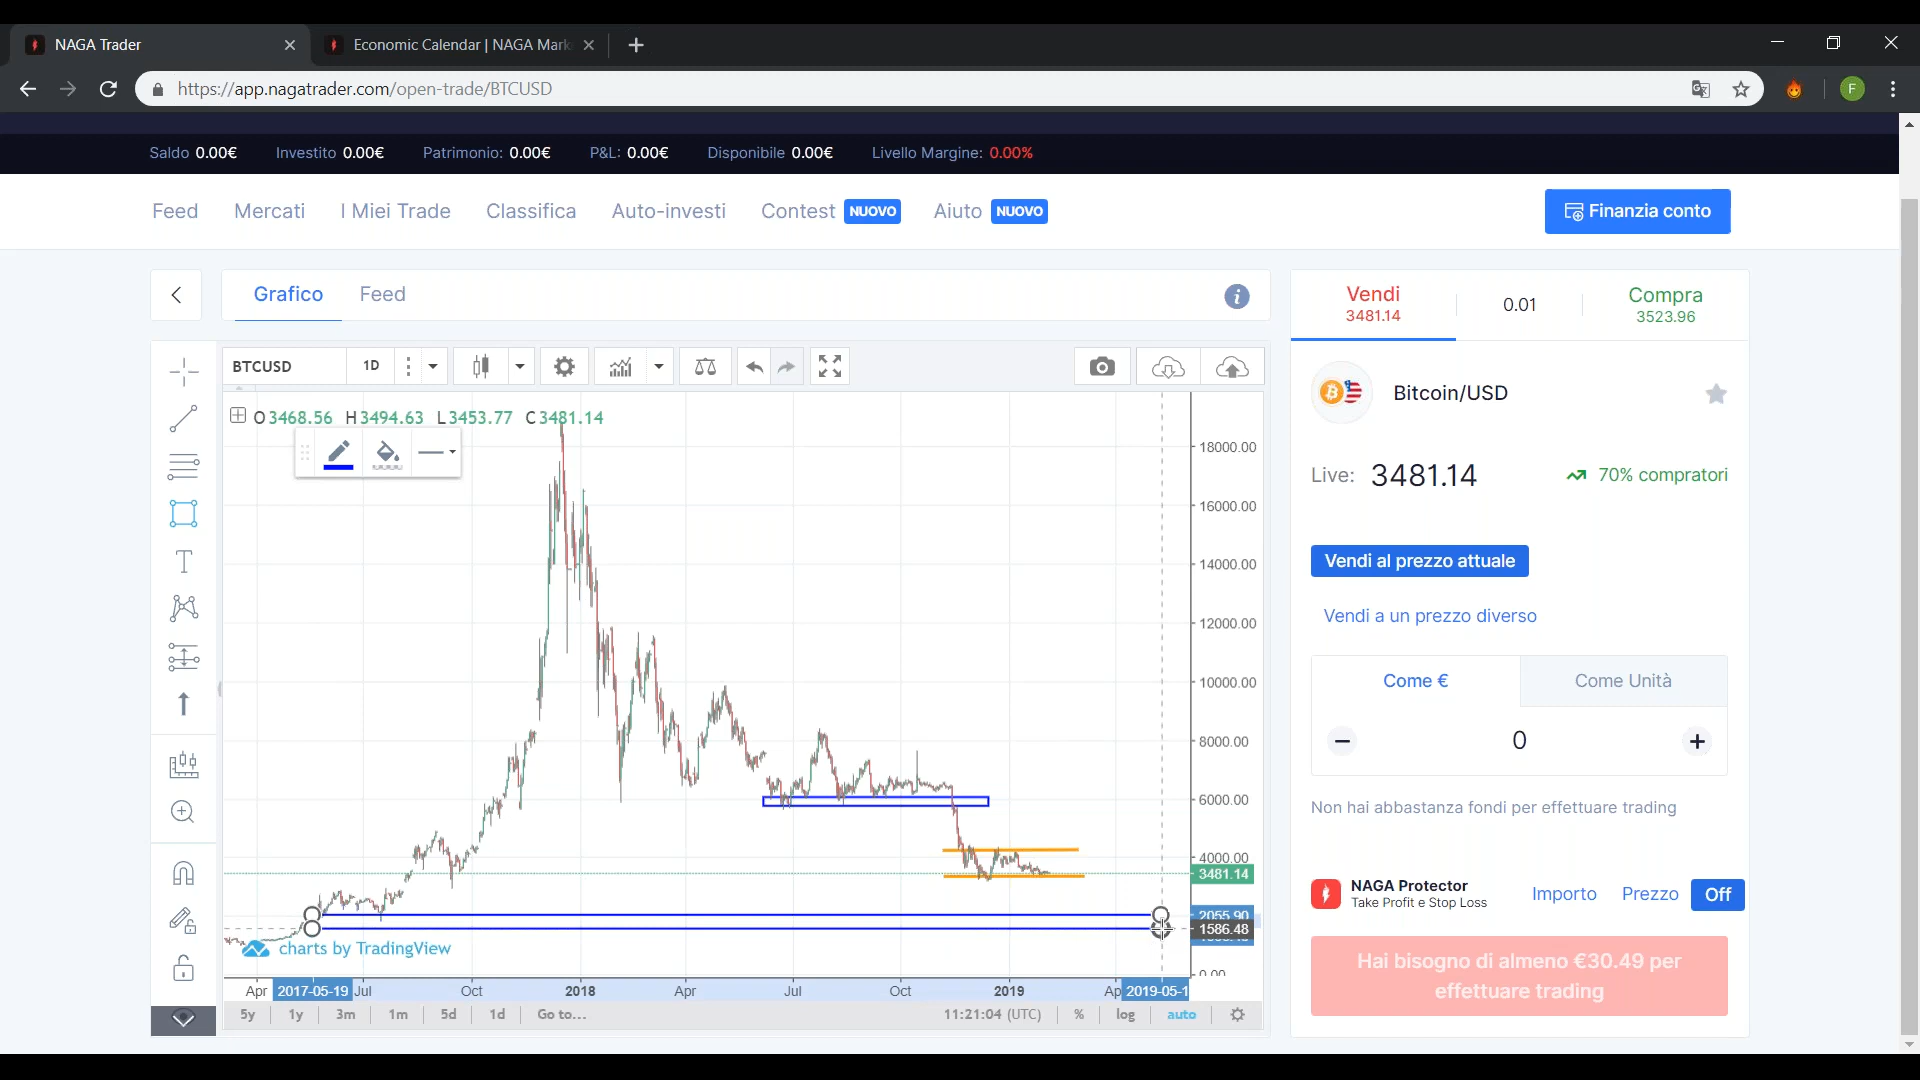 NAGA Trader
Economic Calendar | NAGA Mark
https://app.nagatrader.com/open-trade/BTCUSD
F
Saldo 0.00€ Investito 0.00€ Patrimonio: 0.00€ P&L: 0.00€ Disponibile 0.00€ Livello Margine: 0.00%
Feed Mercati I Miei Trade Classifica Auto-investi Contest NUOVO Aiuto NUOVO Finanzia conto
Grafico Feed
BTCUSD 1D
O 3468.56 H 3494.63 L 3453.77 C 3481.14
18000.00
16000.00
14000.00
12000.00
10000.00
8000.00
6000.00
4000.00
3481.14
2055.90
1586.48
0.00
charts by TradingView
Apr 2017-05-19 Jul Oct 2018 Apr Jul Oct 2019 Ap 2019-05-1
5y 1y 3m 1m 5d 1d Go to... 11:21:04 (UTC) % log auto
Vendi
3481.14
0.01
Compra
3523.96
Bitcoin/USD
Live: 3481.14 70% compratori
Vendi al prezzo attuale
Vendi a un prezzo diverso
Come € Come Unità
− 0 +
Non hai abbastanza fondi per effettuare trading
NAGA Protector
Take Profit e Stop Loss
Importo Prezzo Off
Hai bisogno di almeno €30.49 per
effettuare trading